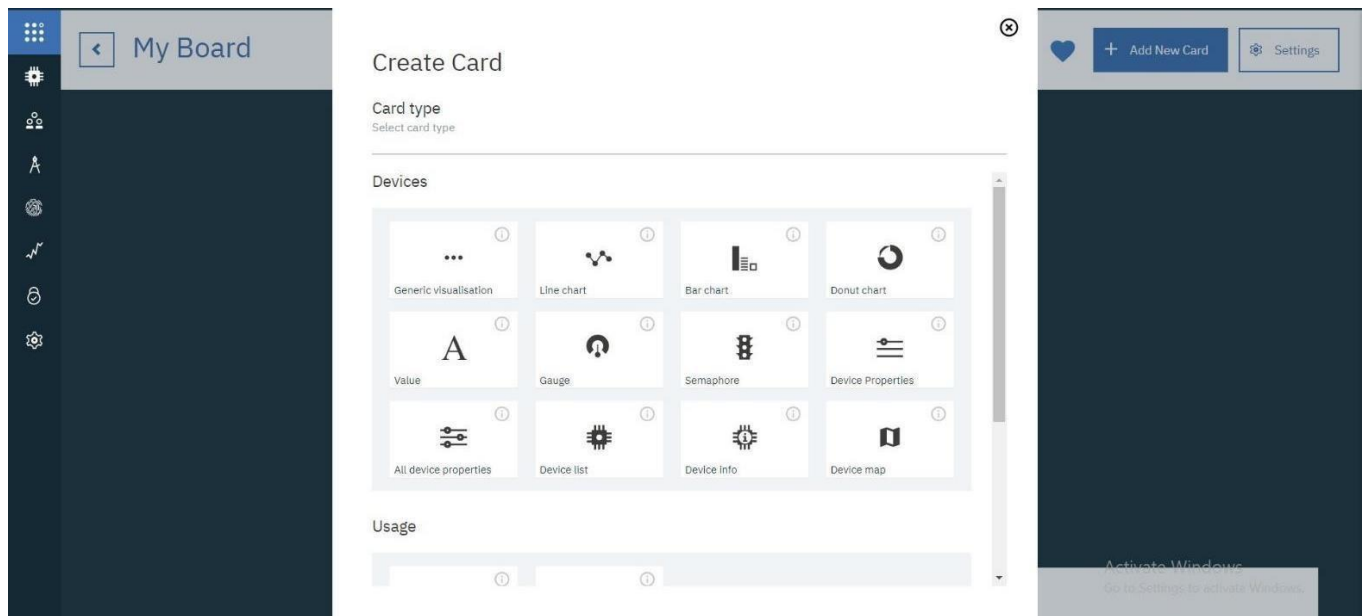 My Board
Create Card
Add New Card
Settings
Card type
Select card type
Devices
Generic visualisation
Line chart
Bar chart
Donut chart
A
Value
Gauge
Semaphore
Device Properties
All device properties
Device list
Device info
Device map
Usage
Activate Windows
Go to Settings to activate Windows.